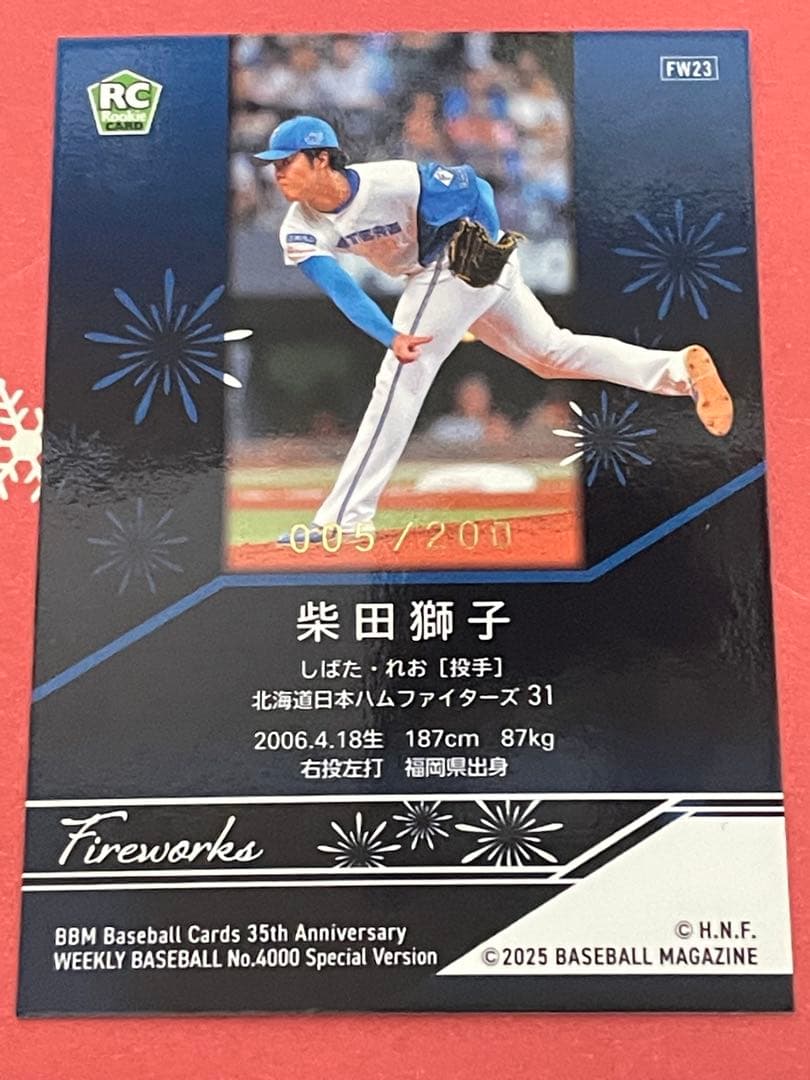 RC
Rookie
CARD
FW23
005/200
柴田獅子
しばた・れお［投手］
北海道日本ハムファイターズ 31
2006.4.18生　187cm　87kg
右投左打　福岡県出身
Fireworks
BBM Baseball Cards 35th Anniversary
WEEKLY BASEBALL No.4000 Special Version
© H.N.F.
©2025 BASEBALL MAGAZINE